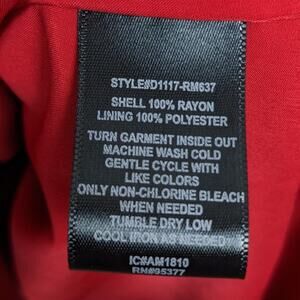 STYLE#D1117-RM637
SHELL 100% RAYON
LINING 100% POLYESTER
TURN GARMENT INSIDE OUT
MACHINE WASH COLD
GENTLE CYCLE WITH
LIKE COLORS
ONLY NON-CHLORINE BLEACH
WHEN NEEDED
TUMBLE DRY LOW
COOL IRON AS NEEDED
IC#AM1810
RN#95377